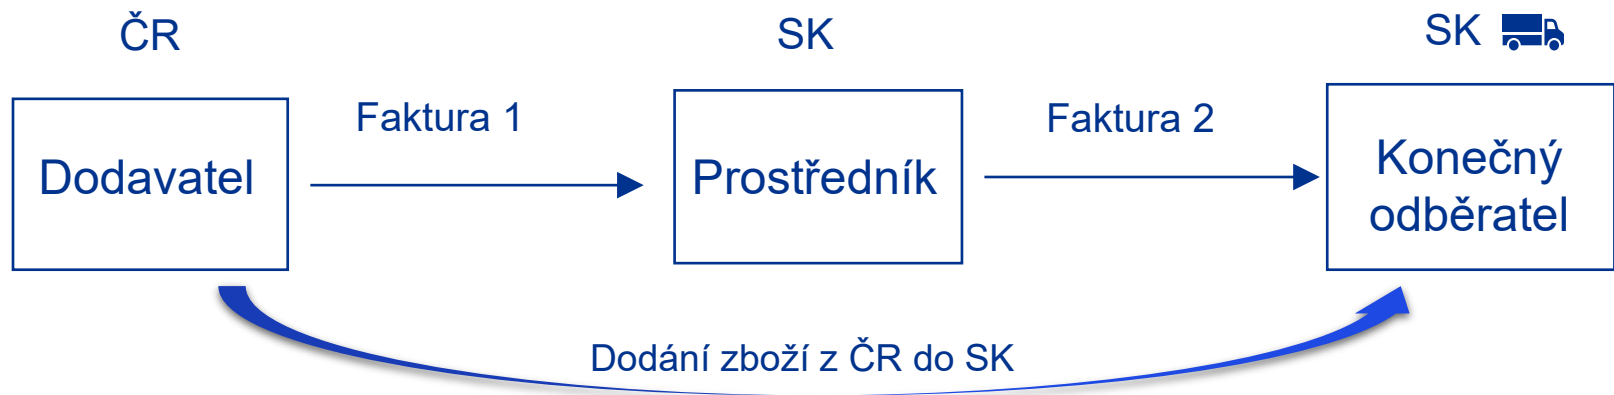 ČR
SK
SK
Faktura 1
Faktura 2
Dodavatel
Prostředník
Konečný
odběratel
Dodání zboží z ČR do SK